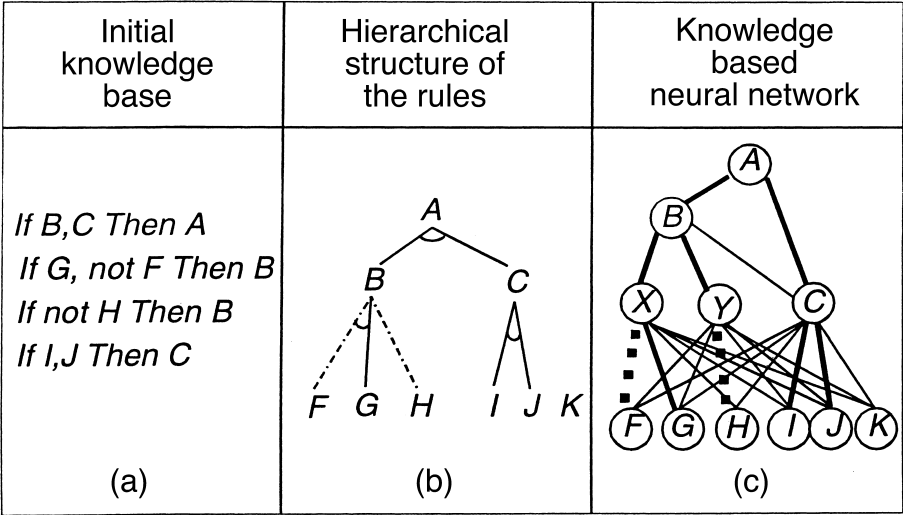 Initial
knowledge
base
Hierarchical
structure of
the rules
Knowledge
based
neural network
If B,C Then A
If G, not F Then B
If not H Then B
If I,J Then C
(a)
A
B C
F G H I J K
(b)
A
B
X Y C
F G H I J K
(c)